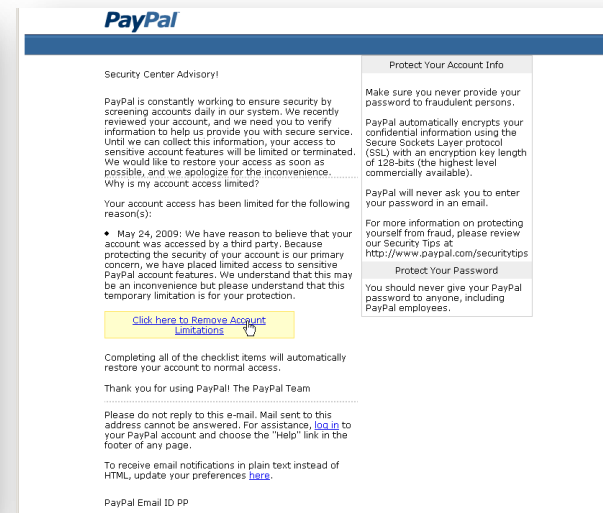 PayPal
Security Center Advisory!
PayPal is constantly working to ensure security by
screening accounts daily in our system. We recently
reviewed your account, and we need you to verify
information to help us provide you with secure service.
Until we can collect this information, your access to
sensitive account features will be limited or terminated.
We would like to restore your access as soon as
possible, and we apologize for the inconvenience.
Why is my account access limited?
Your account access has been limited for the following
reason(s):
◆ May 24, 2009: We have reason to believe that your
account was accessed by a third party. Because
protecting the security of your account is our primary
concern, we have placed limited access to sensitive
PayPal account features. We understand that this may
be an inconvenience but please understand that this
temporary limitation is for your protection.
Click here to Remove Account
Limitations
Completing all of the checklist items will automatically
restore your account to normal access.
Thank you for using PayPal! The PayPal Team
Please do not reply to this e-mail. Mail sent to this
address cannot be answered. For assistance, log in to
your PayPal account and choose the "Help" link in the
footer of any page.
To receive email notifications in plain text instead of
HTML, update your preferences here.
PayPal Email ID PP
Protect Your Account Info
Make sure you never provide your
password to fraudulent persons.
PayPal automatically encrypts your
confidential information using the
Secure Sockets Layer protocol
(SSL) with an encryption key length
of 128-bits (the highest level
commercially available).
PayPal will never ask you to enter
your password in an email.
For more information on protecting
yourself from fraud, please review
our Security Tips at
http://www.paypal.com/securitytips
Protect Your Password
You should never give your PayPal
password to anyone, including
PayPal employees.